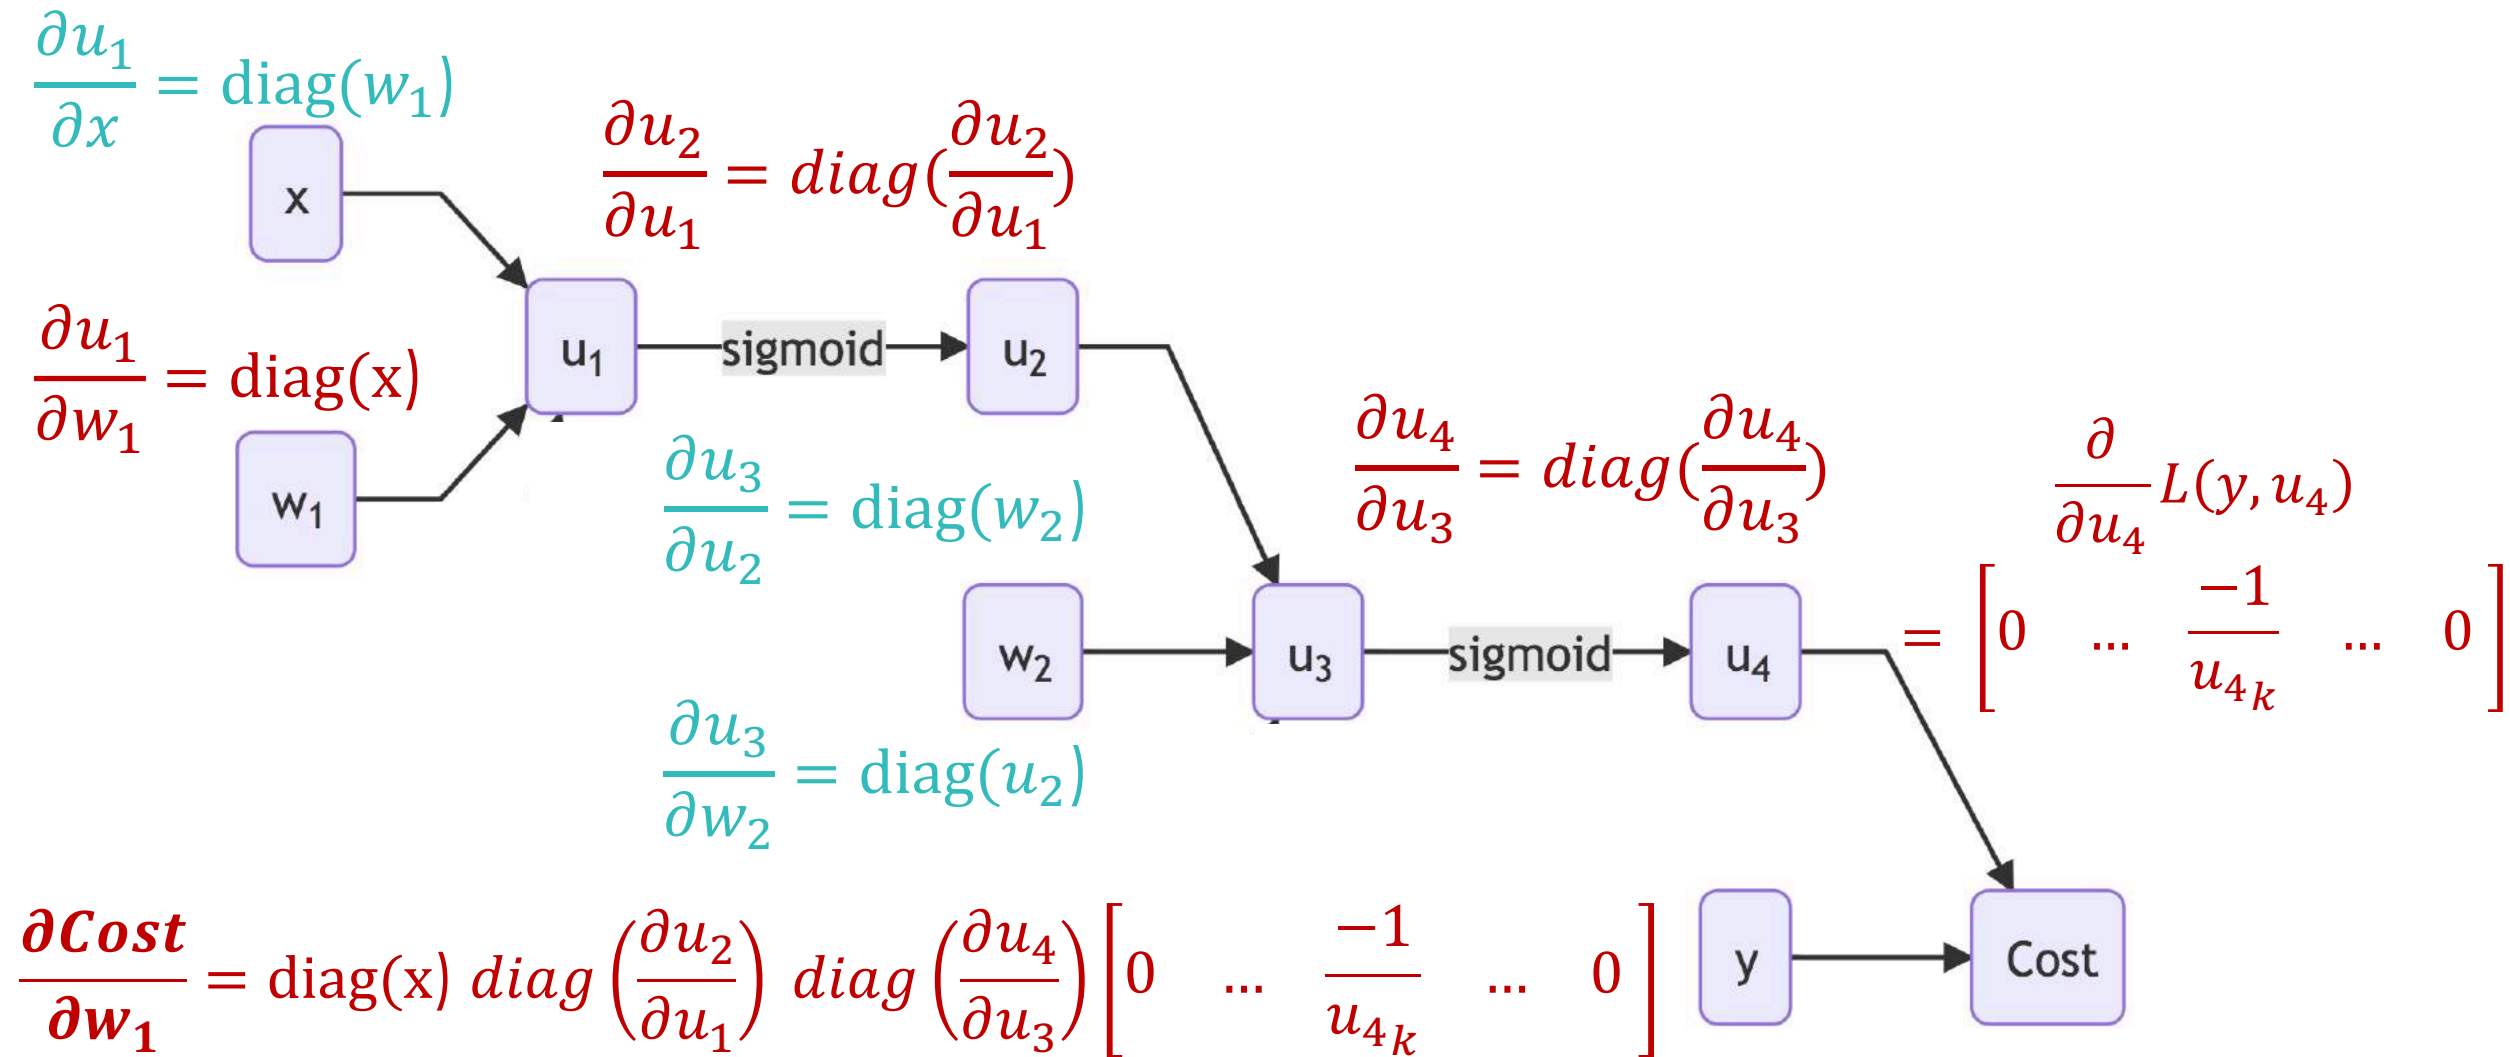 ∂u₁/∂x = diag(w₁)
∂u₂/∂u₁ = diag(∂u₂/∂u₁)
x
∂u₁/∂w₁ = diag(x)
u₁
sigmoid
u₂
w₁
∂u₃/∂u₂ = diag(w₂)
∂u₄/∂u₃ = diag(∂u₄/∂u₃)
∂/∂u₄ L(y, u₄)
= [0 ... −1/u₄ₖ ... 0]
w₂
u₃
sigmoid
u₄
∂u₃/∂w₂ = diag(u₂)
∂Cost/∂w₁ = diag(x) diag(∂u₂/∂u₁) diag(∂u₄/∂u₃) [0 ... −1/u₄ₖ ... 0]
y
Cost